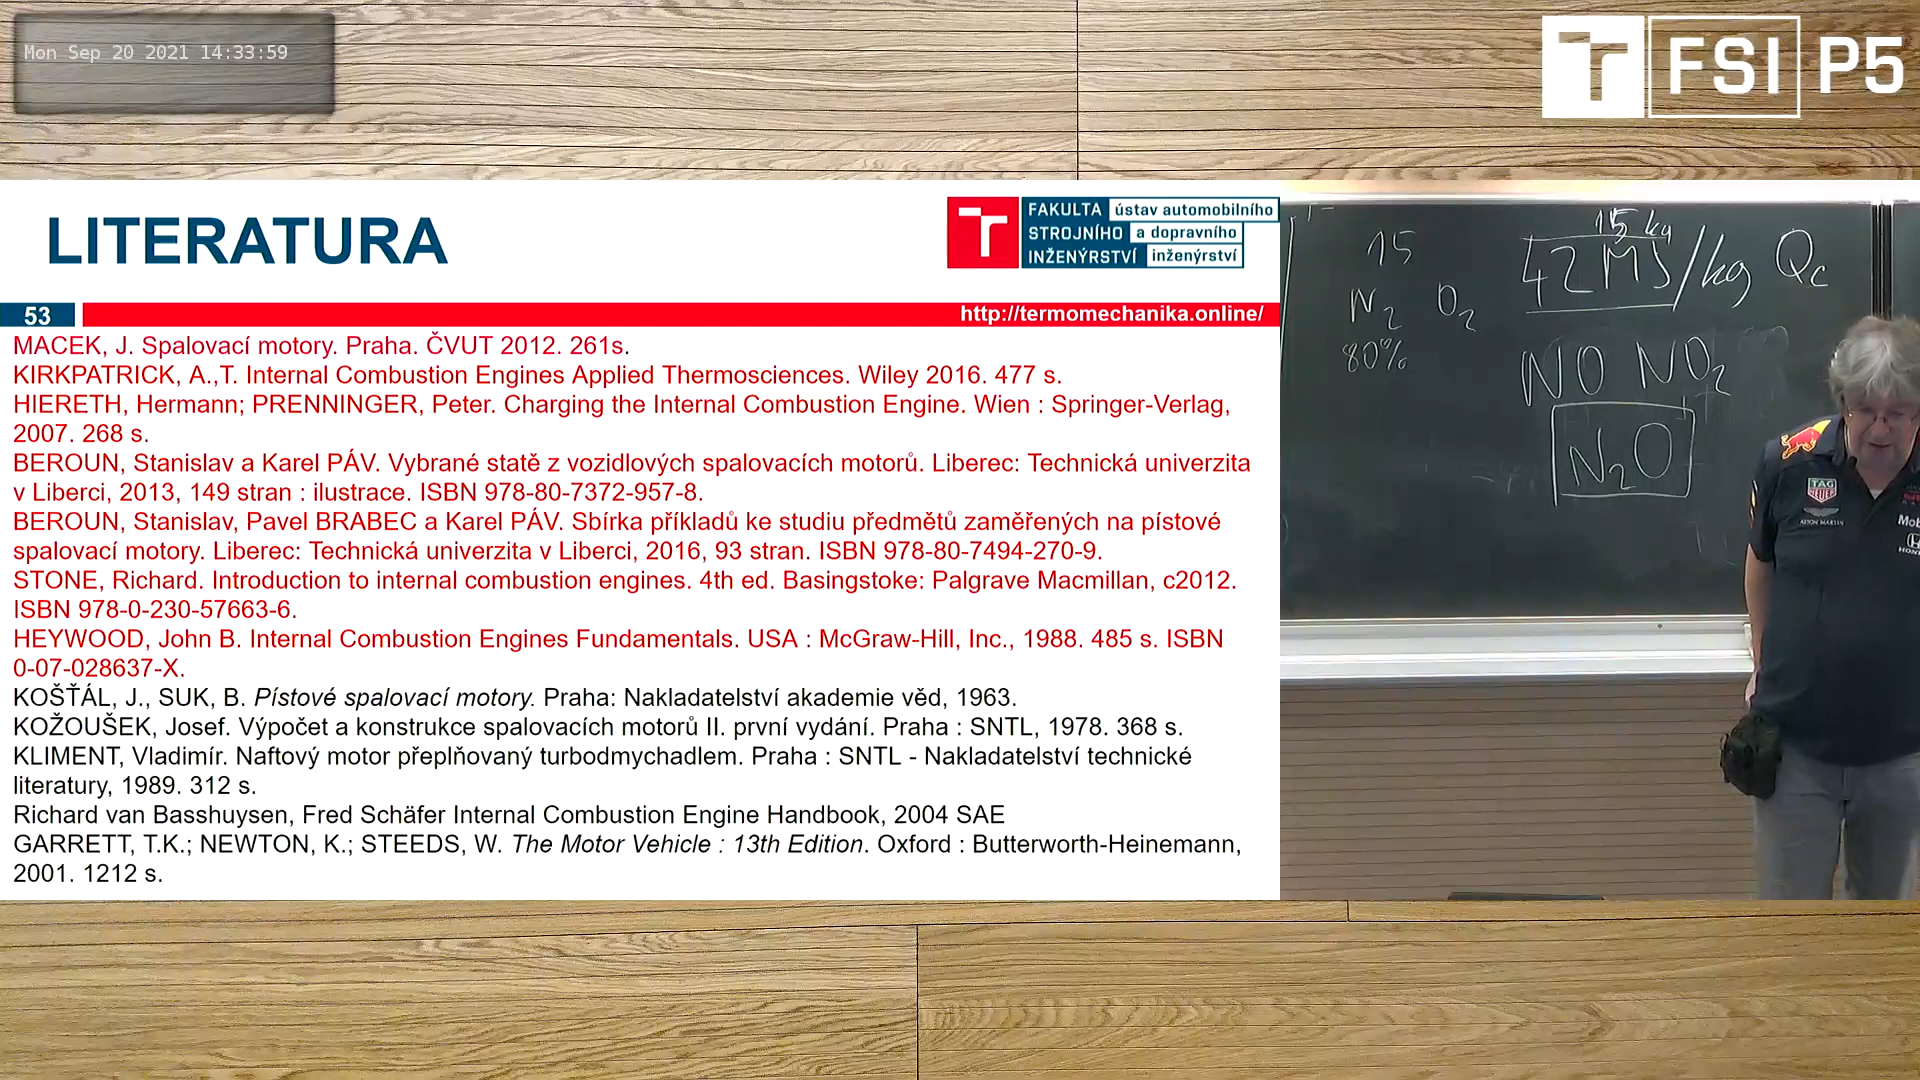 Mon Sep 20 2021 14:33:59
FSI P5
LITERATURA
FAKULTA ústav automobilního
STROJNÍHO a dopravního
INŽENÝRSTVÍ inženýrství
53
http://termomechanika.online/
MACEK, J. Spalovací motory. Praha. ČVUT 2012. 261s.
KIRKPATRICK, A.,T. Internal Combustion Engines Applied Thermosciences. Wiley 2016. 477 s.
HIERETH, Hermann; PRENNINGER, Peter. Charging the Internal Combustion Engine. Wien : Springer-Verlag,
2007. 268 s.
BEROUN, Stanislav a Karel PÁV. Vybrané statě z vozidlových spalovacích motorů. Liberec: Technická univerzita
v Liberci, 2013, 149 stran : ilustrace. ISBN 978-80-7372-957-8.
BEROUN, Stanislav, Pavel BRABEC a Karel PÁV. Sbírka příkladů ke studiu předmětů zaměřených na pístové
spalovací motory. Liberec: Technická univerzita v Liberci, 2016, 93 stran. ISBN 978-80-7494-270-9.
STONE, Richard. Introduction to internal combustion engines. 4th ed. Basingstoke: Palgrave Macmillan, c2012.
ISBN 978-0-230-57663-6.
HEYWOOD, John B. Internal Combustion Engines Fundamentals. USA : McGraw-Hill, Inc., 1988. 485 s. ISBN
0-07-028637-X.
KOŠŤÁL, J., SUK, B. Pístové spalovací motory. Praha: Nakladatelství akademie věd, 1963.
KOŽOUŠEK, Josef. Výpočet a konstrukce spalovacích motorů II. první vydání. Praha : SNTL, 1978. 368 s.
KLIMENT, Vladimír. Naftový motor přeplňovaný turbodmychadlem. Praha : SNTL - Nakladatelství technické
literatury, 1989. 312 s.
Richard van Basshuysen, Fred Schäfer Internal Combustion Engine Handbook, 2004 SAE
GARRETT, T.K.; NEWTON, K.; STEEDS, W. The Motor Vehicle : 13th Edition. Oxford : Butterworth-Heinemann,
2001. 1212 s.
15 kg
15
42 MJ/kg Qc
N2 O2
80%
NO NO2
N2O
TAG
HEUER
ASTON MARTIN